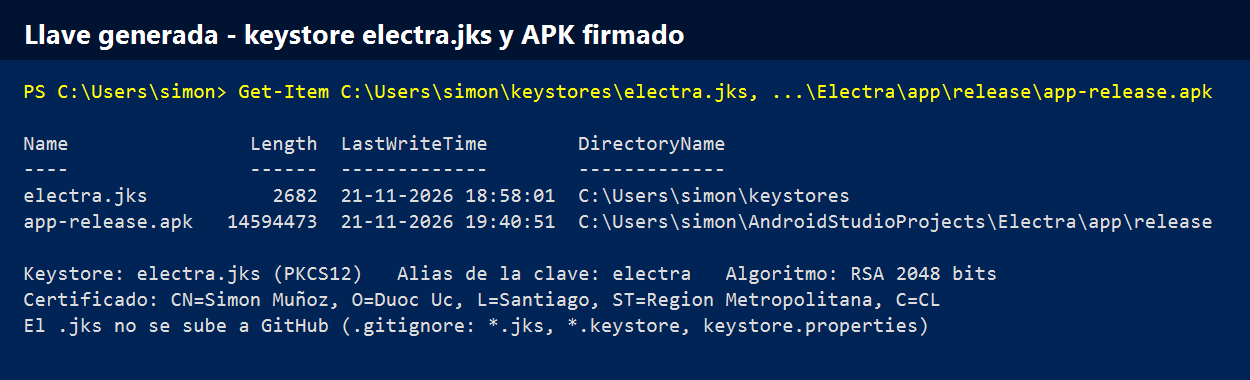 Llave generada - keystore electra.jks y APK firmado
PS C:\Users\simon> Get-Item C:\Users\simon\keystores\electra.jks, ...\Electra\app\release\app-release.apk
Name                Length  LastWriteTime        DirectoryName
----                ------  -------------        -------------
electra.jks           2682  21-11-2026 18:58:01  C:\Users\simon\keystores
app-release.apk   14594473  21-11-2026 19:40:51  C:\Users\simon\AndroidStudioProjects\Electra\app\release
Keystore: electra.jks (PKCS12)   Alias de la clave: electra   Algoritmo: RSA 2048 bits
Certificado: CN=Simon Muñoz, O=Duoc Uc, L=Santiago, ST=Region Metropolitana, C=CL
El .jks no se sube a GitHub (.gitignore: *.jks, *.keystore, keystore.properties)